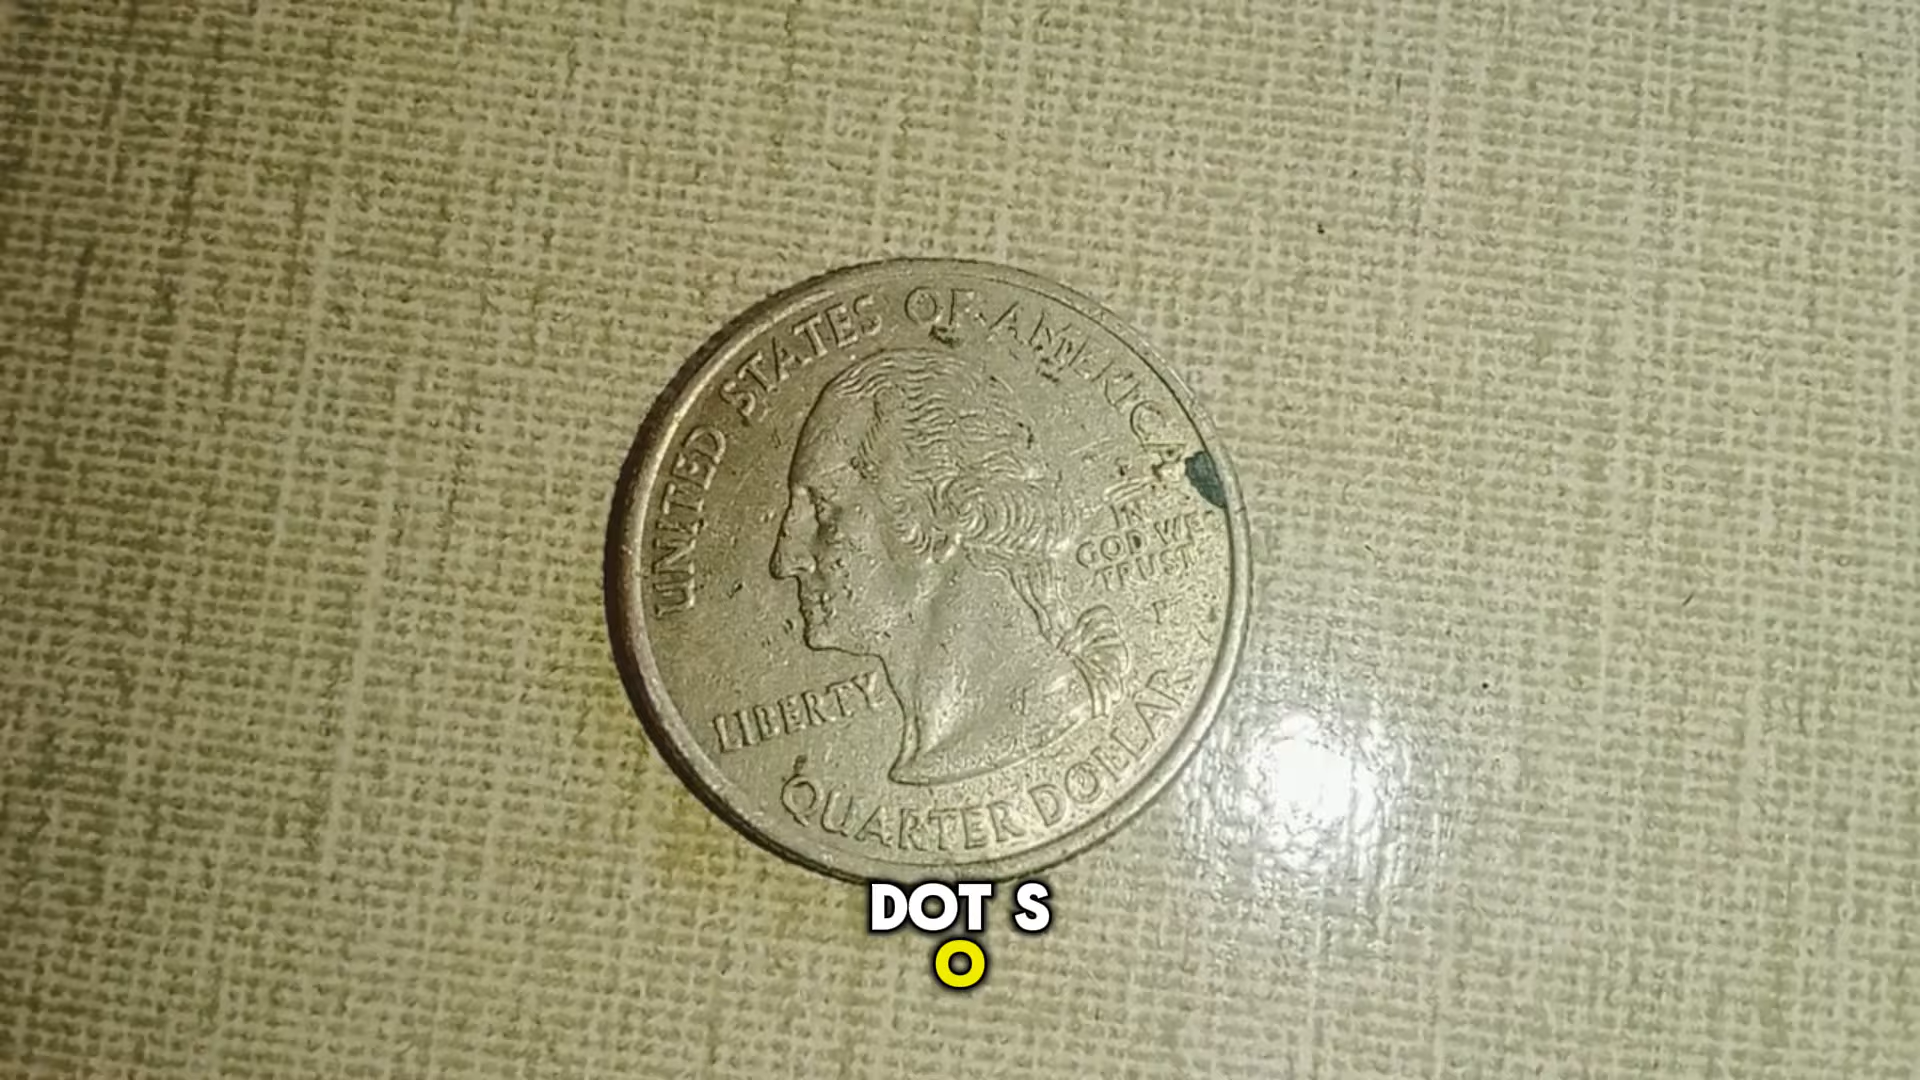 UNITED STATES OF AMERICA
IN
GOD WE
TRUST
P
LIBERTY
QUARTER DOLLAR
DOT S
O